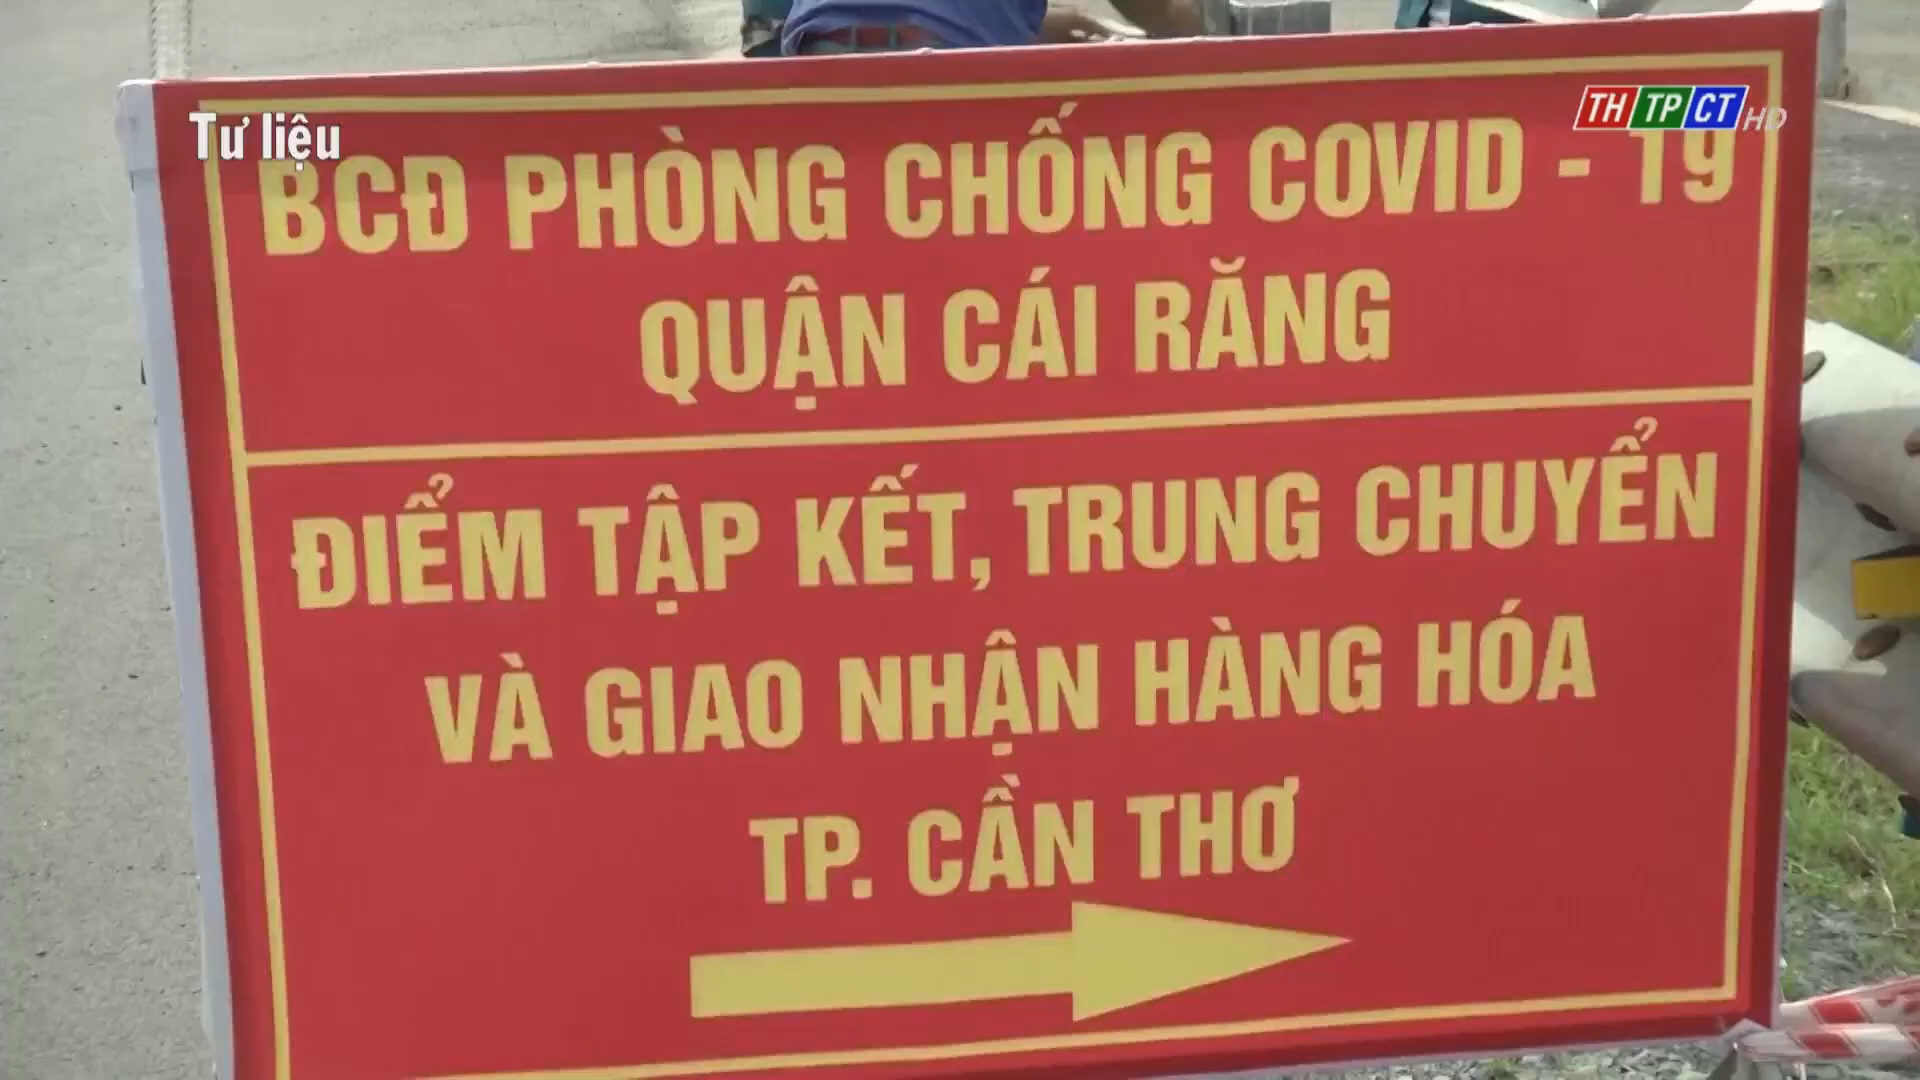 Tư liệu
THTPCT HD
BCĐ PHÒNG CHỐNG COVID - 19
QUẬN CÁI RĂNG
ĐIỂM TẬP KẾT, TRUNG CHUYỂN
VÀ GIAO NHẬN HÀNG HÓA
TP. CẦN THƠ